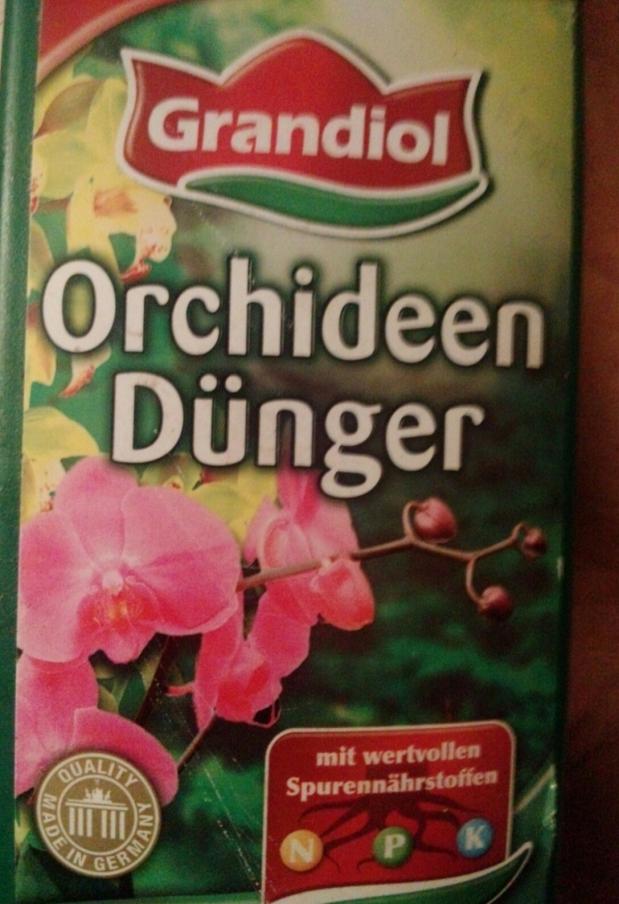 Grandiol
Orchideen
Dünger
mit wertvollen
Spurennährstoffen
N P K
QUALITY
MADE IN GERMANY